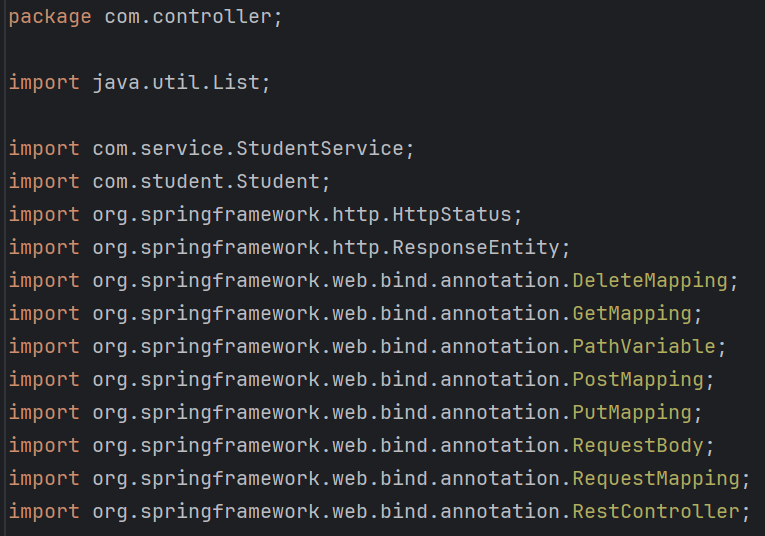 package com.controller;
import java.util.List;
import com.service.StudentService;
import com.student.Student;
import org.springframework.http.HttpStatus;
import org.springframework.http.ResponseEntity;
import org.springframework.web.bind.annotation.DeleteMapping;
import org.springframework.web.bind.annotation.GetMapping;
import org.springframework.web.bind.annotation.PathVariable;
import org.springframework.web.bind.annotation.PostMapping;
import org.springframework.web.bind.annotation.PutMapping;
import org.springframework.web.bind.annotation.RequestBody;
import org.springframework.web.bind.annotation.RequestMapping;
import org.springframework.web.bind.annotation.RestController;